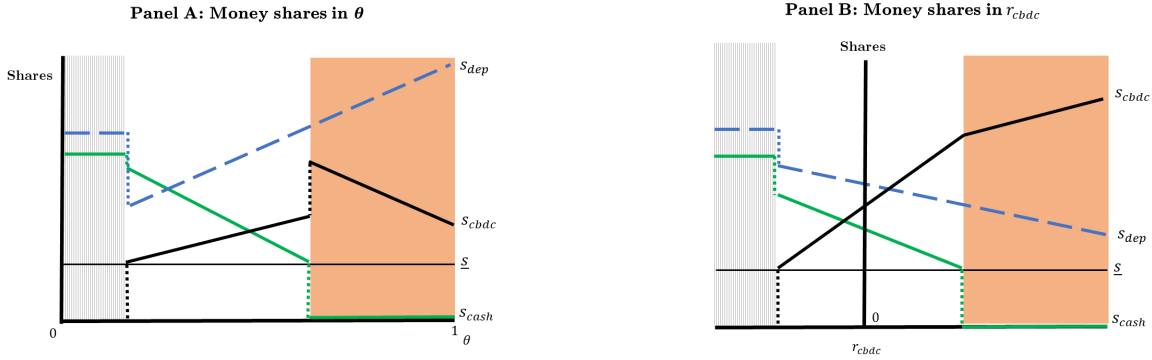 Panel A: Money shares in θ
Shares
s_dep
s_cbdc
s
s_cash
0
1
θ
Panel B: Money shares in r_cbdc
Shares
s_cbdc
s_dep
s
s_cash
0
r_cbdc